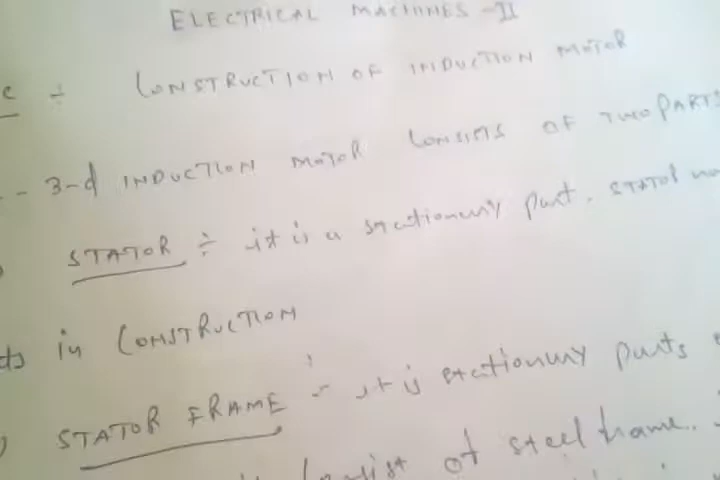 ELECTRICAL MACHINES - II
÷ CONSTRUCTION OF INDUCTION MOTOR
- 3-d INDUCTION MOTOR CONSISTS OF TWO PARTS
STATOR ÷ it is a stationary part. STATOR
in CONSTRUCTION
STATOR FRAME - it is stationary parts
consist of steel frame.